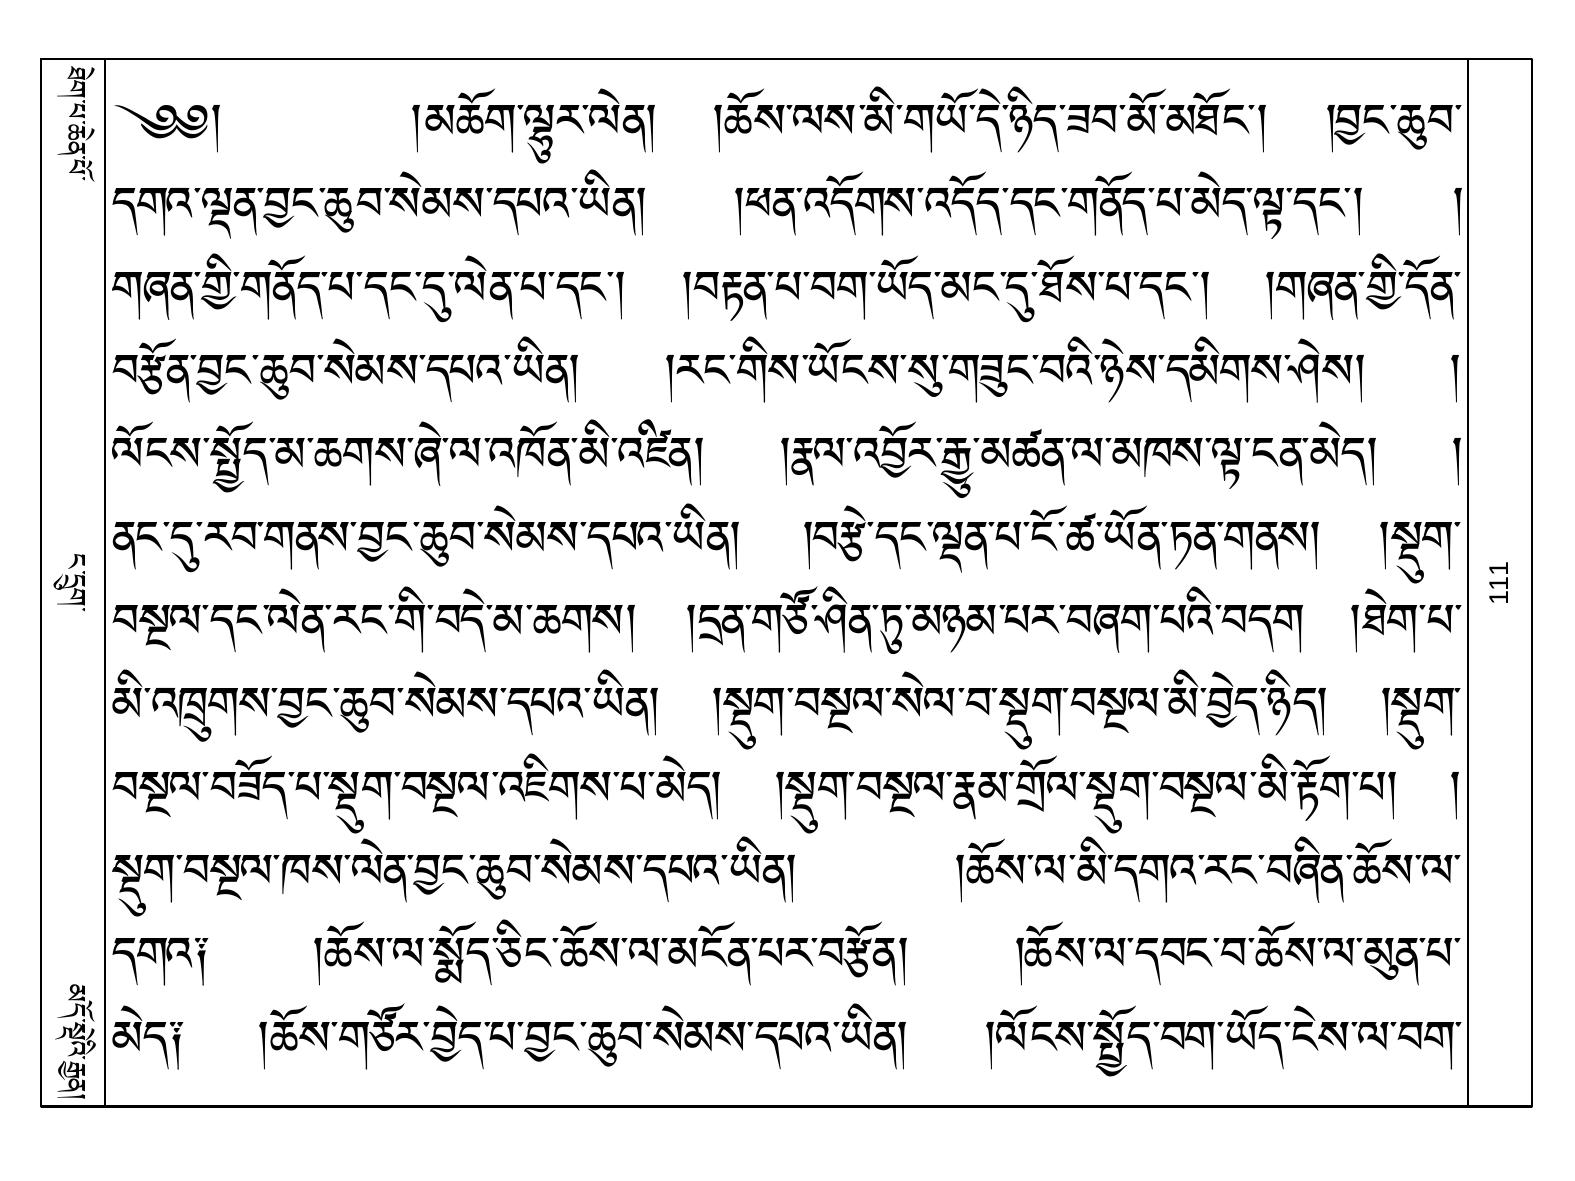 ཐེག་པ་ཆེན་པོ་
༄༅། །མཆོག་ལྷུར་ལེན། །ཆོས་ལས་མི་གཡོ་དེ་ཉིད་ཟབ་མོ་མཐོང་། །བྱང་ཆུབ་
དགའ་ལྡན་བྱང་ཆུབ་སེམས་དཔའ་ཡིན། །ཕན་འདོགས་འདོད་དང་གནོད་པ་མེད་ལྟ་དང་། །
གཞན་གྱི་གནོད་པ་དང་དུ་ལེན་པ་དང་། །བརྟན་པ་བག་ཡོད་མང་དུ་ཐོས་པ་དང་། །གཞན་གྱི་དོན་
བརྩོན་བྱང་ཆུབ་སེམས་དཔའ་ཡིན། །རང་གིས་ཡོངས་སུ་གཟུང་བའི་ཉེས་དམིགས་ཤེས། །
ལོངས་སྤྱོད་མ་ཆགས་ཞེ་ལ་འཁོན་མི་འཛིན། །རྣལ་འབྱོར་རྒྱུ་མཚན་ལ་མཁས་ལྟ་ངན་མེད། །
ནང་དུ་རབ་གནས་བྱང་ཆུབ་སེམས་དཔའ་ཡིན། །བརྩེ་དང་ལྡན་པ་ངོ་ཚ་ཡོན་ཏན་གནས། །སྡུག་
བསྔལ་དང་ལེན་རང་གི་བདེ་མ་ཆགས། །དྲན་གཙོ་ཤིན་ཏུ་མཉམ་པར་བཞག་པའི་བདག །ཐེག་པ་
མི་འཁྲུགས་བྱང་ཆུབ་སེམས་དཔའ་ཡིན། །སྡུག་བསྔལ་སེལ་བ་སྡུག་བསྔལ་མི་བྱེད་ཉིད། །སྡུག་
བསྔལ་བཟོད་པ་སྡུག་བསྔལ་འཇིགས་པ་མེད། །སྡུག་བསྔལ་རྣམ་གྲོལ་སྡུག་བསྔལ་མི་རྟོག་པ། །
སྡུག་བསྔལ་ཁས་ལེན་བྱང་ཆུབ་སེམས་དཔའ་ཡིན། །ཆོས་ལ་མི་དགའ་རང་བཞིན་ཆོས་ལ་
དགའ༑ །ཆོས་ལ་སྨོད་ཅིང་ཆོས་ལ་མངོན་པར་བརྩོན། །ཆོས་ལ་དབང་བ་ཆོས་ལ་མུན་པ་
མེད༑ །ཆོས་གཙོར་བྱེད་པ་བྱང་ཆུབ་སེམས་དཔའ་ཡིན། །ལོངས་སྤྱོད་བག་ཡོད་ངེས་ལ་བག་
ང་དྲུག་
མདོ་སྡེའི་རྒྱན།
111